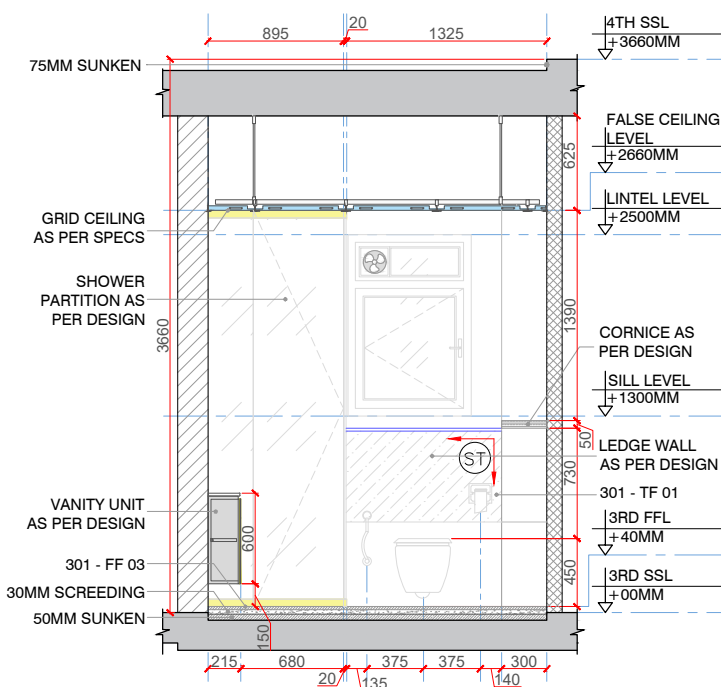 20
895
1325
4TH SSL
+3660MM
75MM SUNKEN
FALSE CEILING
LEVEL
+2660MM
625
LINTEL LEVEL
+2500MM
GRID CEILING
AS PER SPECS
SHOWER
PARTITION AS
PER DESIGN
3660
1390
CORNICE AS
PER DESIGN
SILL LEVEL
+1300MM
50
LEDGE WALL
AS PER DESIGN
ST
730
301 - TF 01
VANITY UNIT
AS PER DESIGN
600
3RD FFL
+40MM
301 - FF 03
450
30MM SCREEDING
3RD SSL
+00MM
50MM SUNKEN
150
215
680
375
375
300
20
135
140